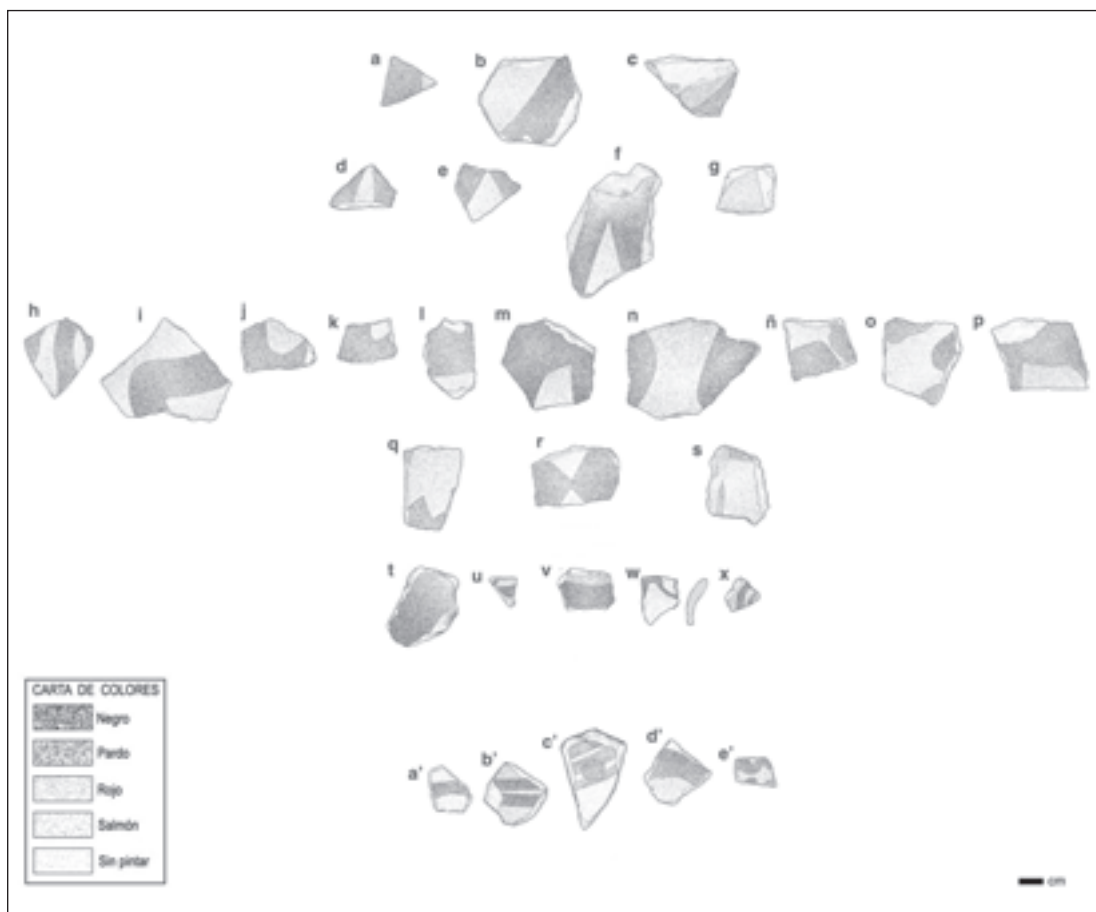 a b c
d e f g
h i j k l m n ñ o p
q r s
t u v w x
a' b' c' d' e'
CARTA DE COLORES
Negro
Pardo
Rojo
Salmón
Sin pintar
cm